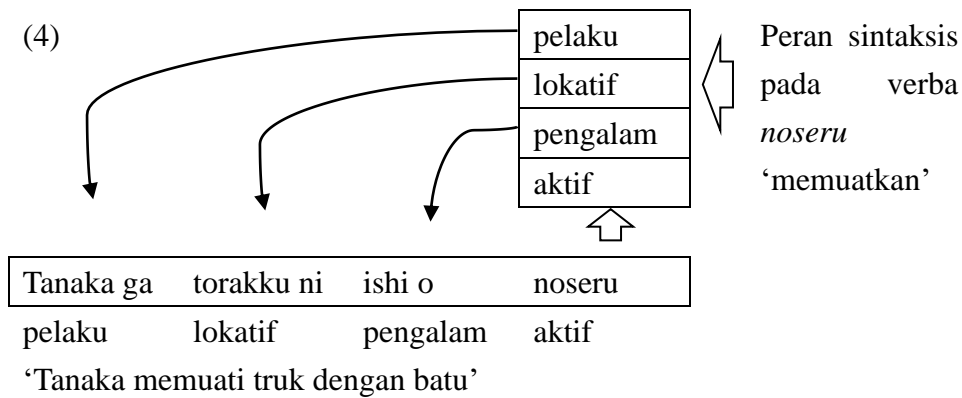 (4)
pelaku
lokatif
pengalam
aktif
Peran sintaksis
pada verba
noseru
‘memuatkan’
Tanaka ga torakku ni ishi o noseru
pelaku lokatif pengalam aktif
‘Tanaka memuati truk dengan batu’